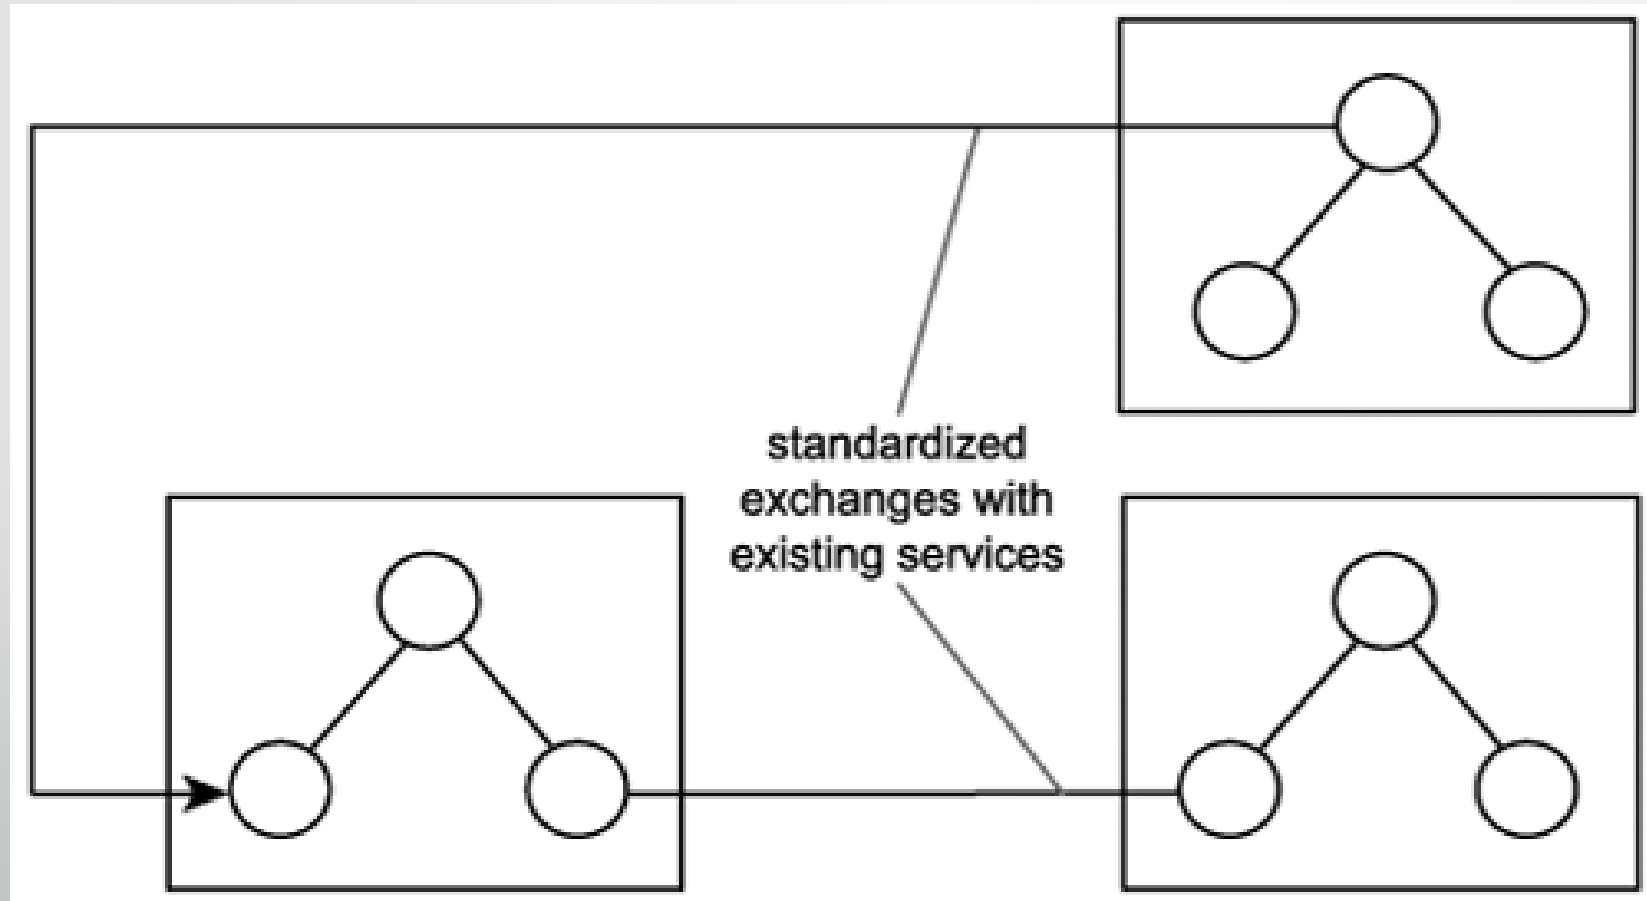 standardized
exchanges with
existing services